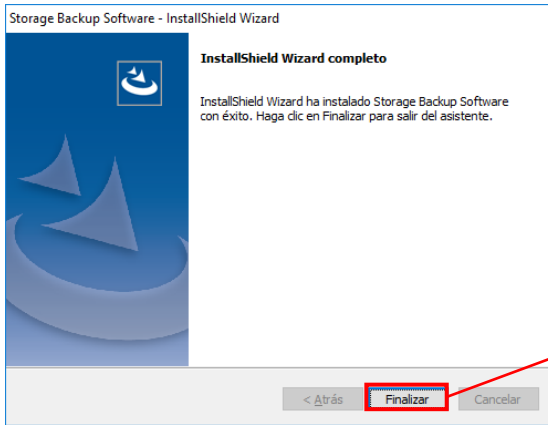 Storage Backup Software - InstallShield Wizard
InstallShield Wizard completo
InstallShield Wizard ha instalado Storage Backup Software
con éxito. Haga clic en Finalizar para salir del asistente.
< Atrás Finalizar Cancelar